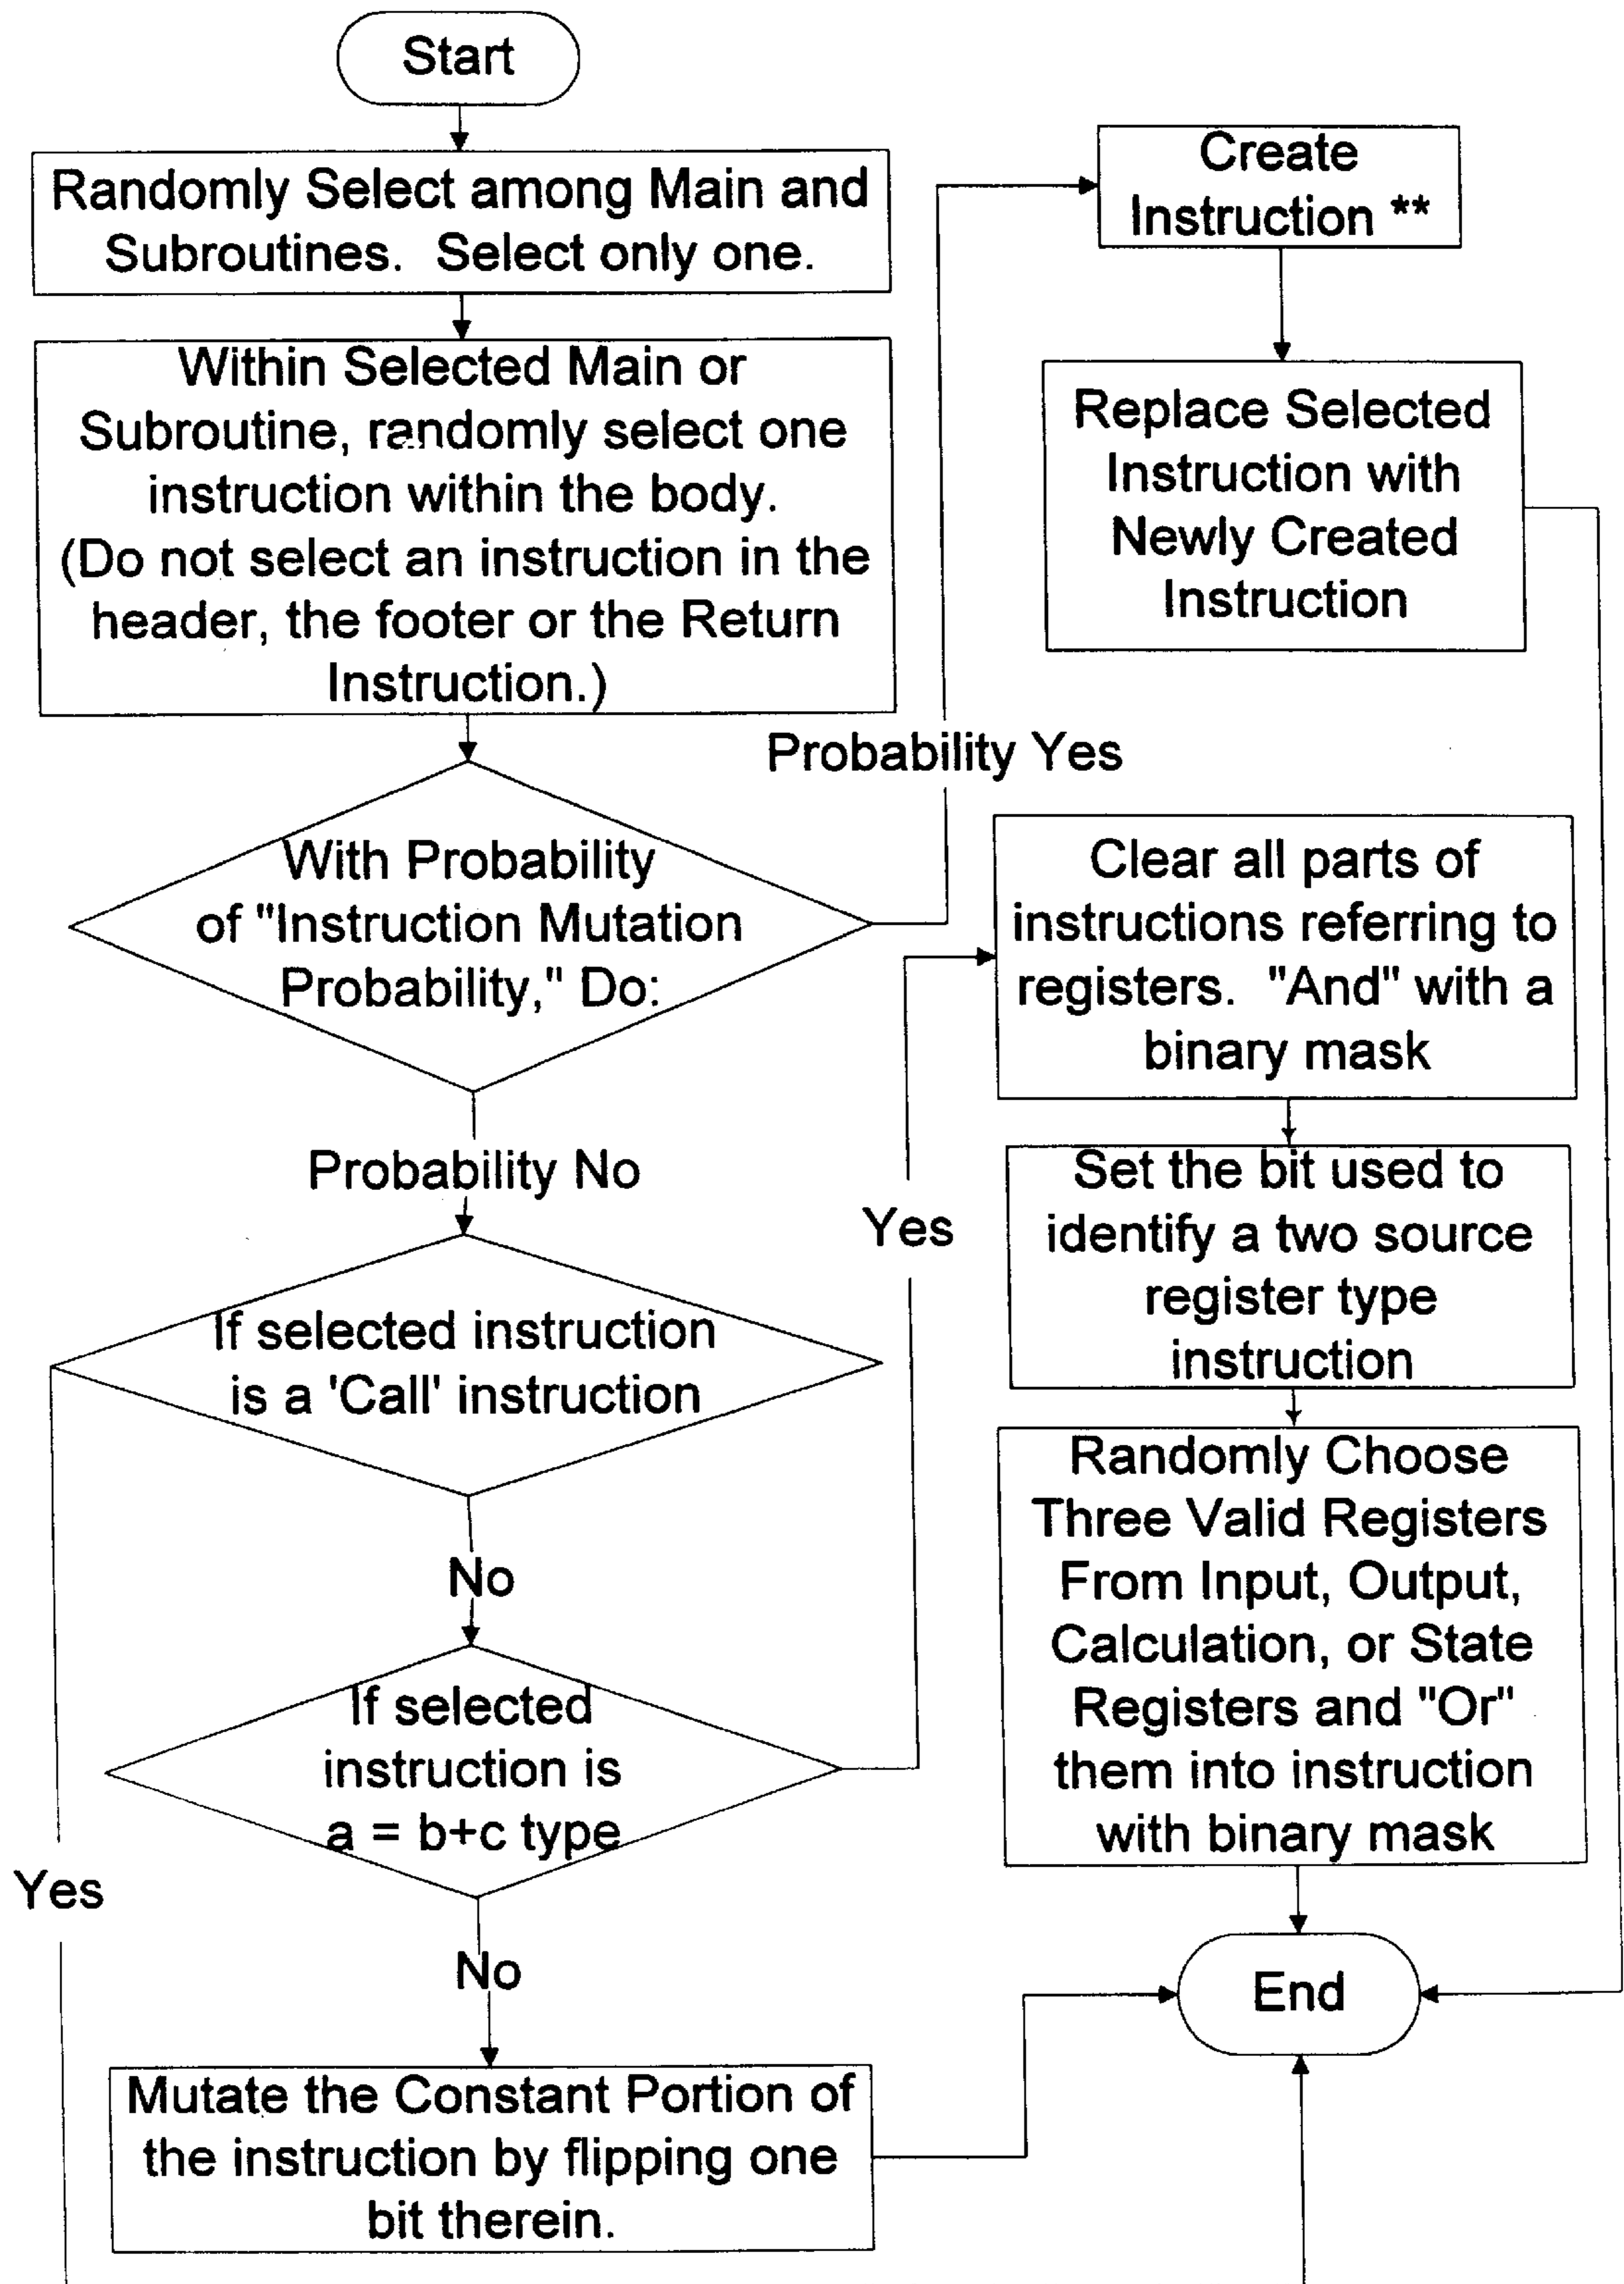 Start
Randomly Select among Main and
Subroutines. Select only one.
Within Selected Main or
Subroutine, randomly select one
instruction within the body.
(Do not select an instruction in the
header, the footer or the Return
Instruction.)
With Probability
of "Instruction Mutation
Probability," Do:
Probability Yes
Create
Instruction **
Replace Selected
Instruction with
Newly Created
Instruction
Probability No
If selected instruction
is a 'Call' instruction
Yes
No
If selected
instruction is
a = b+c type
Yes
Clear all parts of
instructions referring to
registers. "And" with a
binary mask
Set the bit used to
identify a two source
register type
instruction
Randomly Choose
Three Valid Registers
From Input, Output,
Calculation, or State
Registers and "Or"
them into instruction
with binary mask
No
Mutate the Constant Portion of
the instruction by flipping one
bit therein.
End